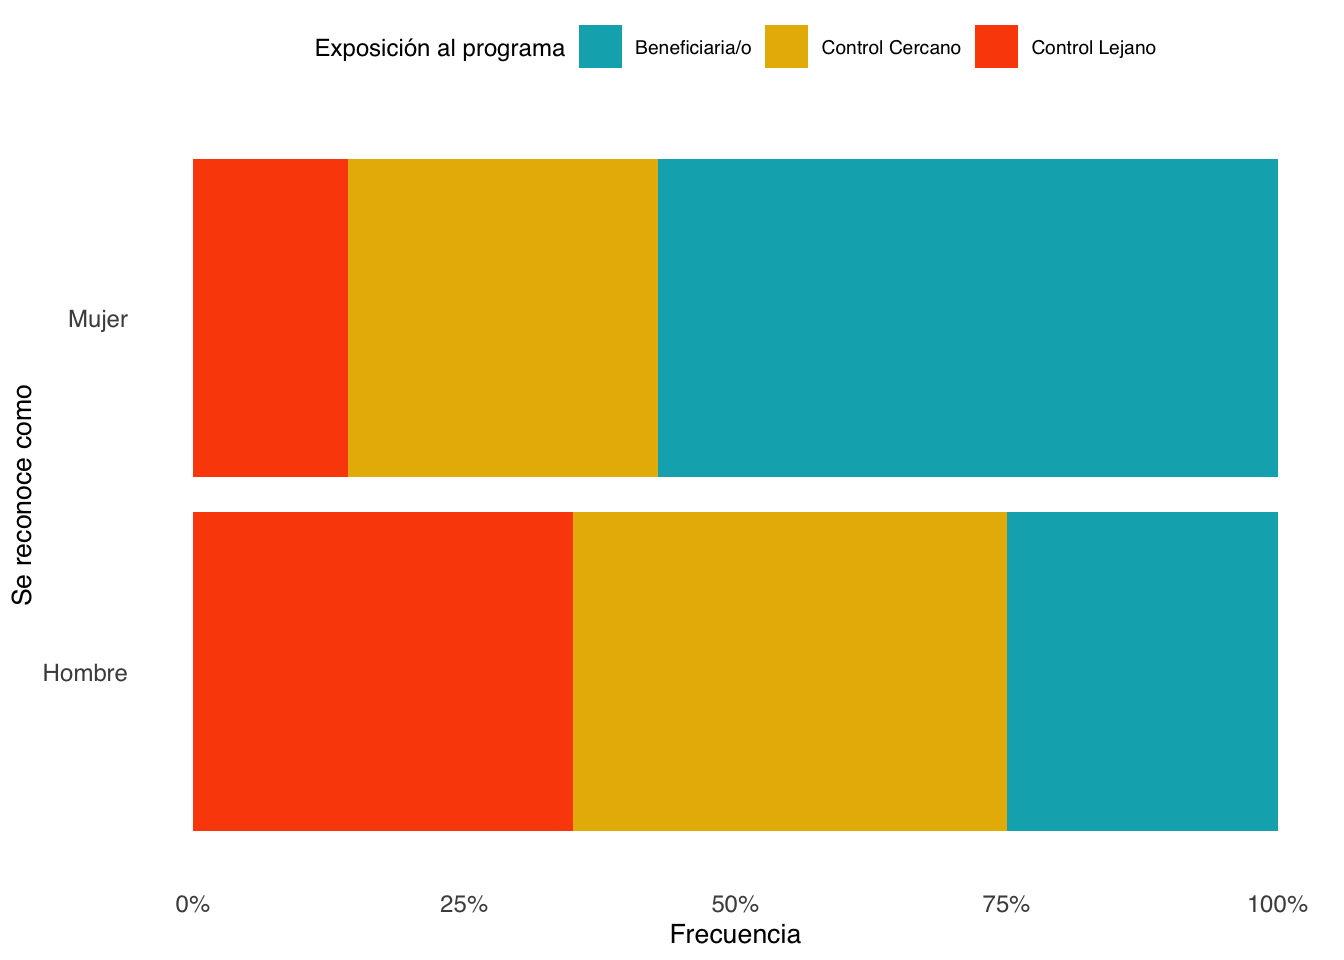 Exposición al programa Beneficiaria/o Control Cercano Control Lejano
Se reconoce como
Mujer
Hombre
0% 25% 50% 75% 100%
Frecuencia